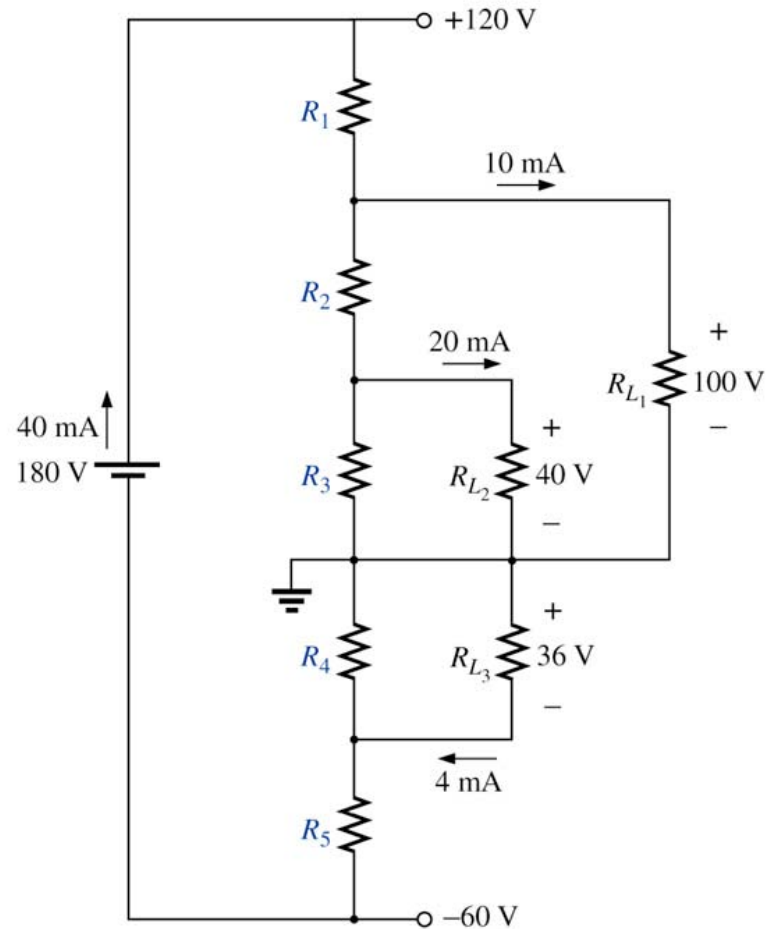 +120 V
R1
10 mA
R2
20 mA
+
RL1
100 V
–
40 mA
180 V
R3
+
RL2
40 V
–
R4
+
RL3
36 V
–
4 mA
R5
–60 V